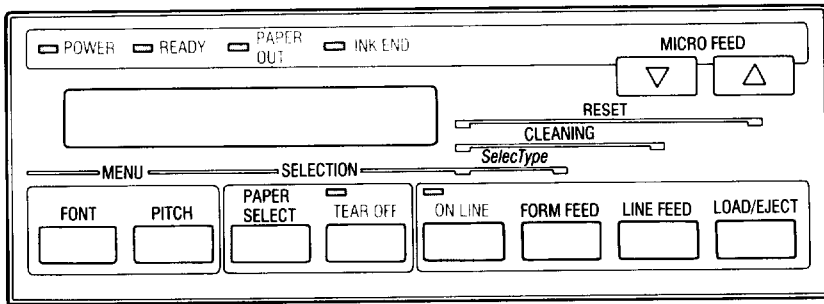 POWER READY PAPER OUT INK END
MICRO FEED
RESET
CLEANING
SelecType
MENU SELECTION
FONT PITCH PAPER SELECT TEAR OFF ON LINE FORM FEED LINE FEED LOAD/EJECT